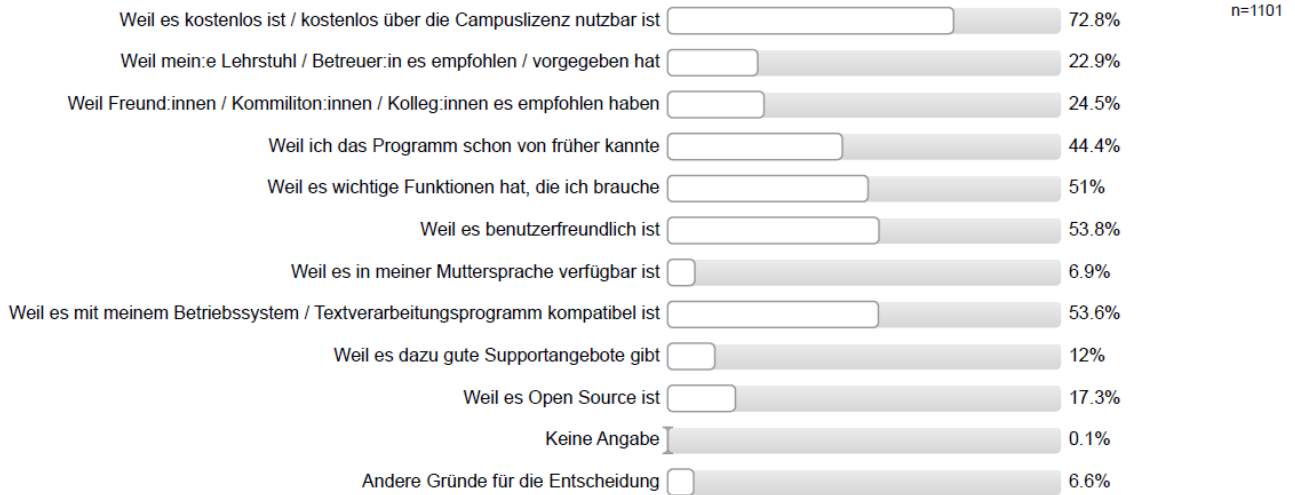 n=1101
Weil es kostenlos ist / kostenlos über die Campuslizenz nutzbar ist 72.8%
Weil mein:e Lehrstuhl / Betreuer:in es empfohlen / vorgegeben hat 22.9%
Weil Freund:innen / Kommiliton:innen / Kolleg:innen es empfohlen haben 24.5%
Weil ich das Programm schon von früher kannte 44.4%
Weil es wichtige Funktionen hat, die ich brauche 51%
Weil es benutzerfreundlich ist 53.8%
Weil es in meiner Muttersprache verfügbar ist 6.9%
Weil es mit meinem Betriebssystem / Textverarbeitungsprogramm kompatibel ist 53.6%
Weil es dazu gute Supportangebote gibt 12%
Weil es Open Source ist 17.3%
Keine Angabe 0.1%
Andere Gründe für die Entscheidung 6.6%